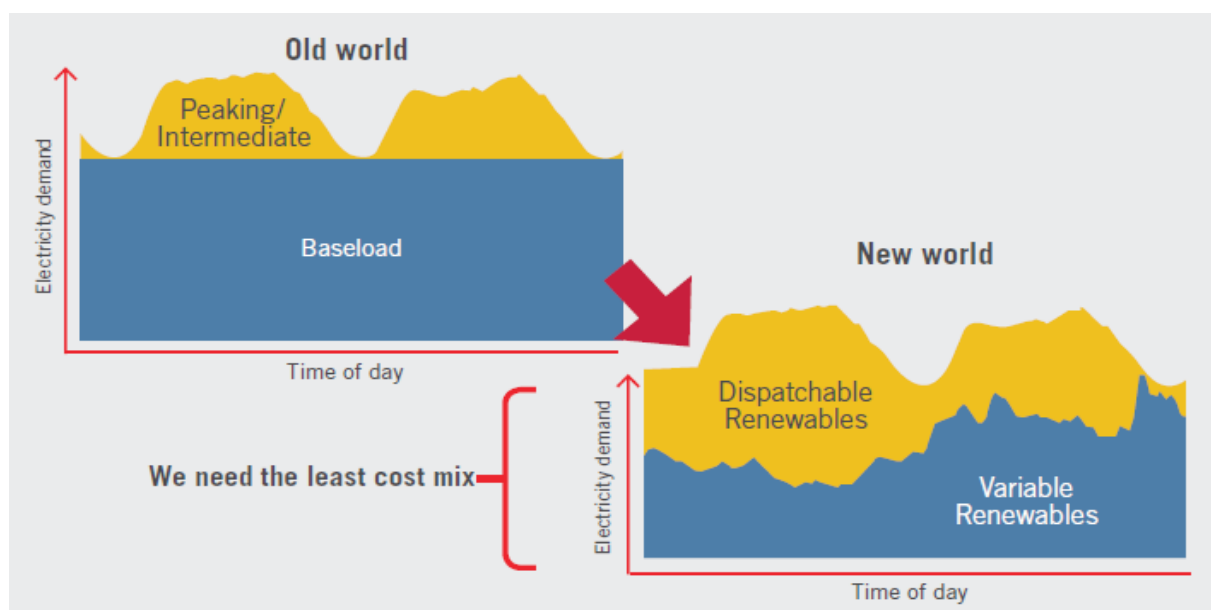 Old world
Electricity demand
Peaking/
Intermediate
Baseload
Time of day
New world
We need the least cost mix
Electricity demand
Dispatchable
Renewables
Variable
Renewables
Time of day